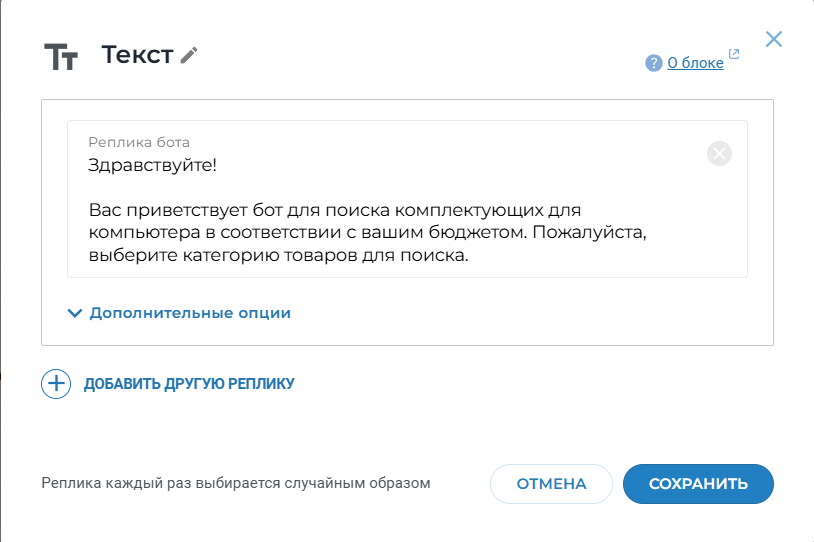 Тт Текст
? О блоке
Реплика бота
Здравствуйте!
Вас приветствует бот для поиска комплектующих для
компьютера в соответствии с вашим бюджетом. Пожалуйста,
выберите категорию товаров для поиска.
Дополнительные опции
ДОБАВИТЬ ДРУГУЮ РЕПЛИКУ
Реплика каждый раз выбирается случайным образом
ОТМЕНА
СОХРАНИТЬ